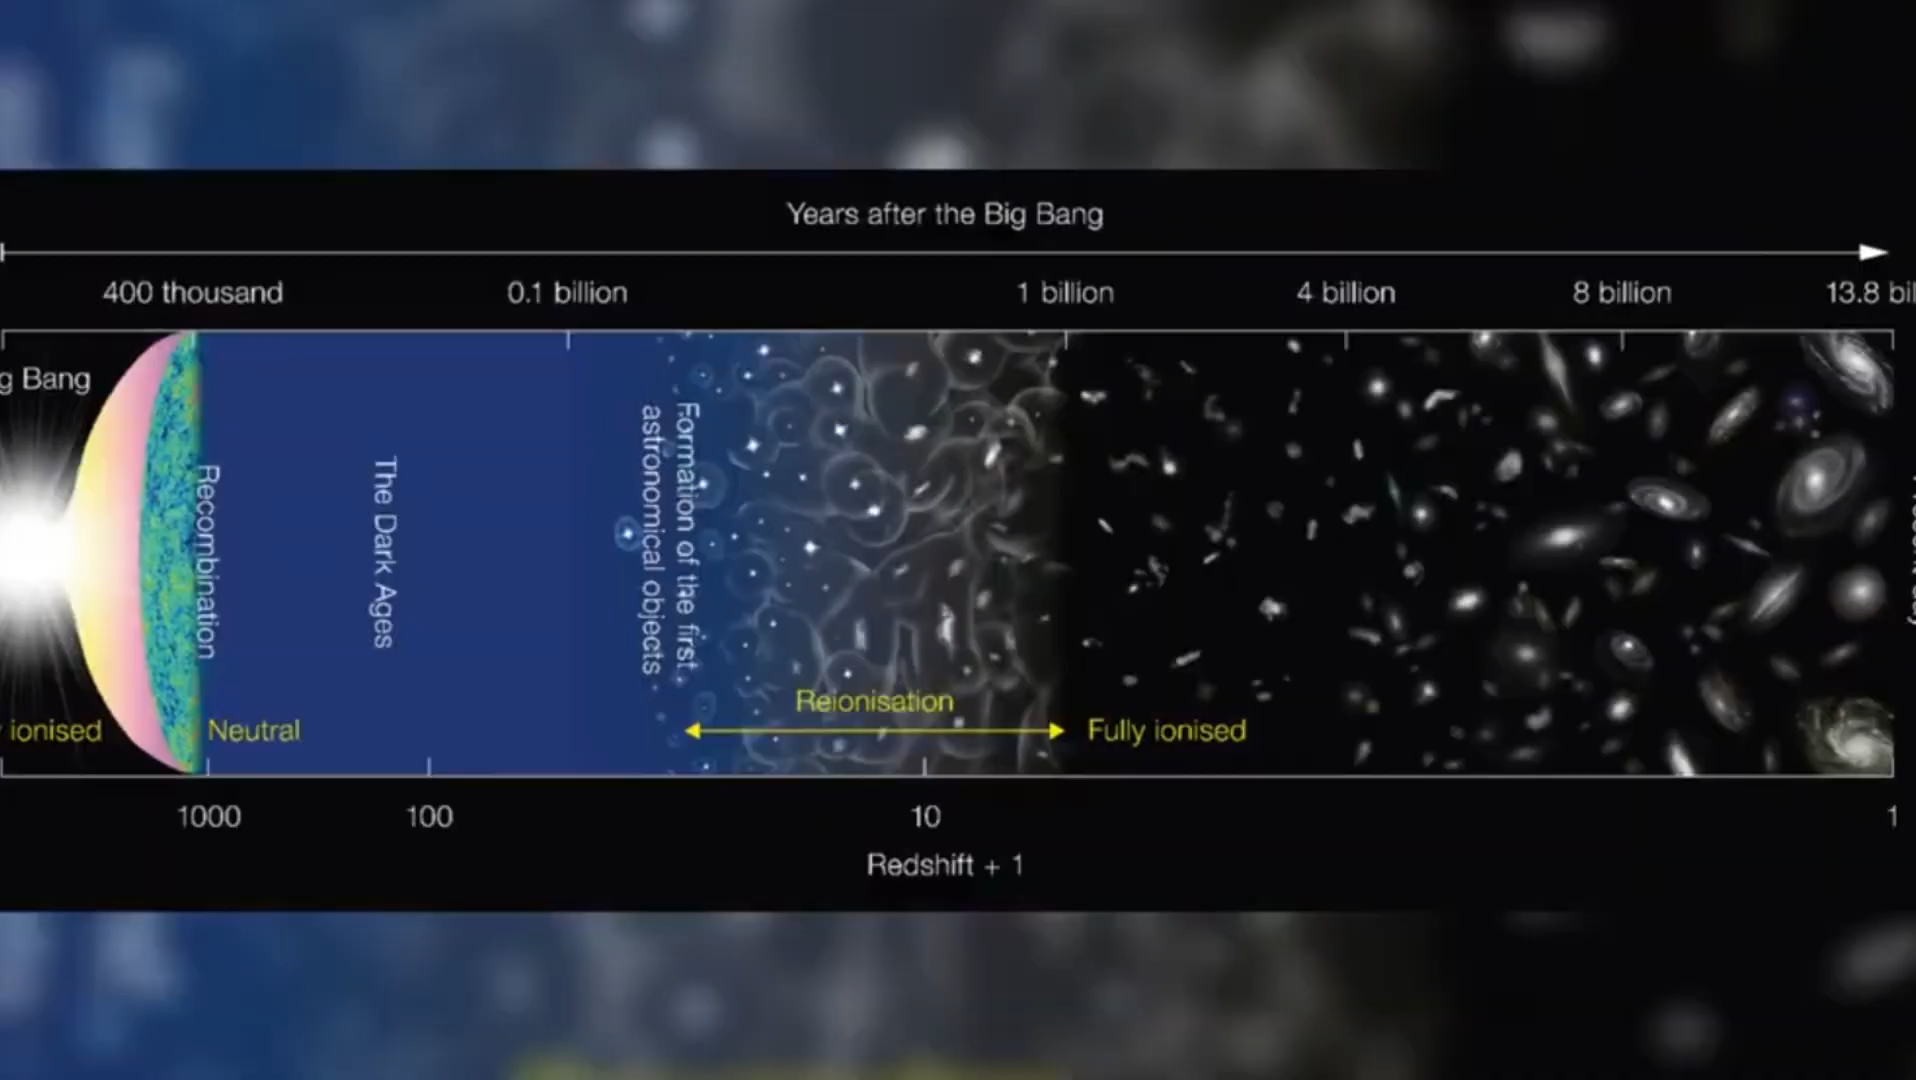 Years after the Big Bang
400 thousand
0.1 billion
1 billion
4 billion
8 billion
13.8 bil
g Bang
Recombination
The Dark Ages
Formation of the first
astronomical objects
Reionisation
ionised
Neutral
Fully ionised
1000
100
10
1
Redshift + 1